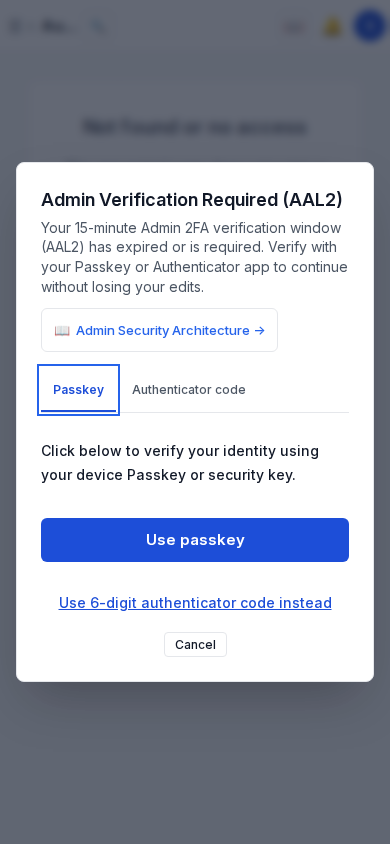 Not found or no access
Admin Verification Required (AAL2)
Your 15-minute Admin 2FA verification window
(AAL2) has expired or is required. Verify with
your Passkey or Authenticator app to continue
without losing your edits.
📖 Admin Security Architecture →
Passkey
Authenticator code
Click below to verify your identity using
your device Passkey or security key.
Use passkey
Use 6-digit authenticator code instead
Cancel